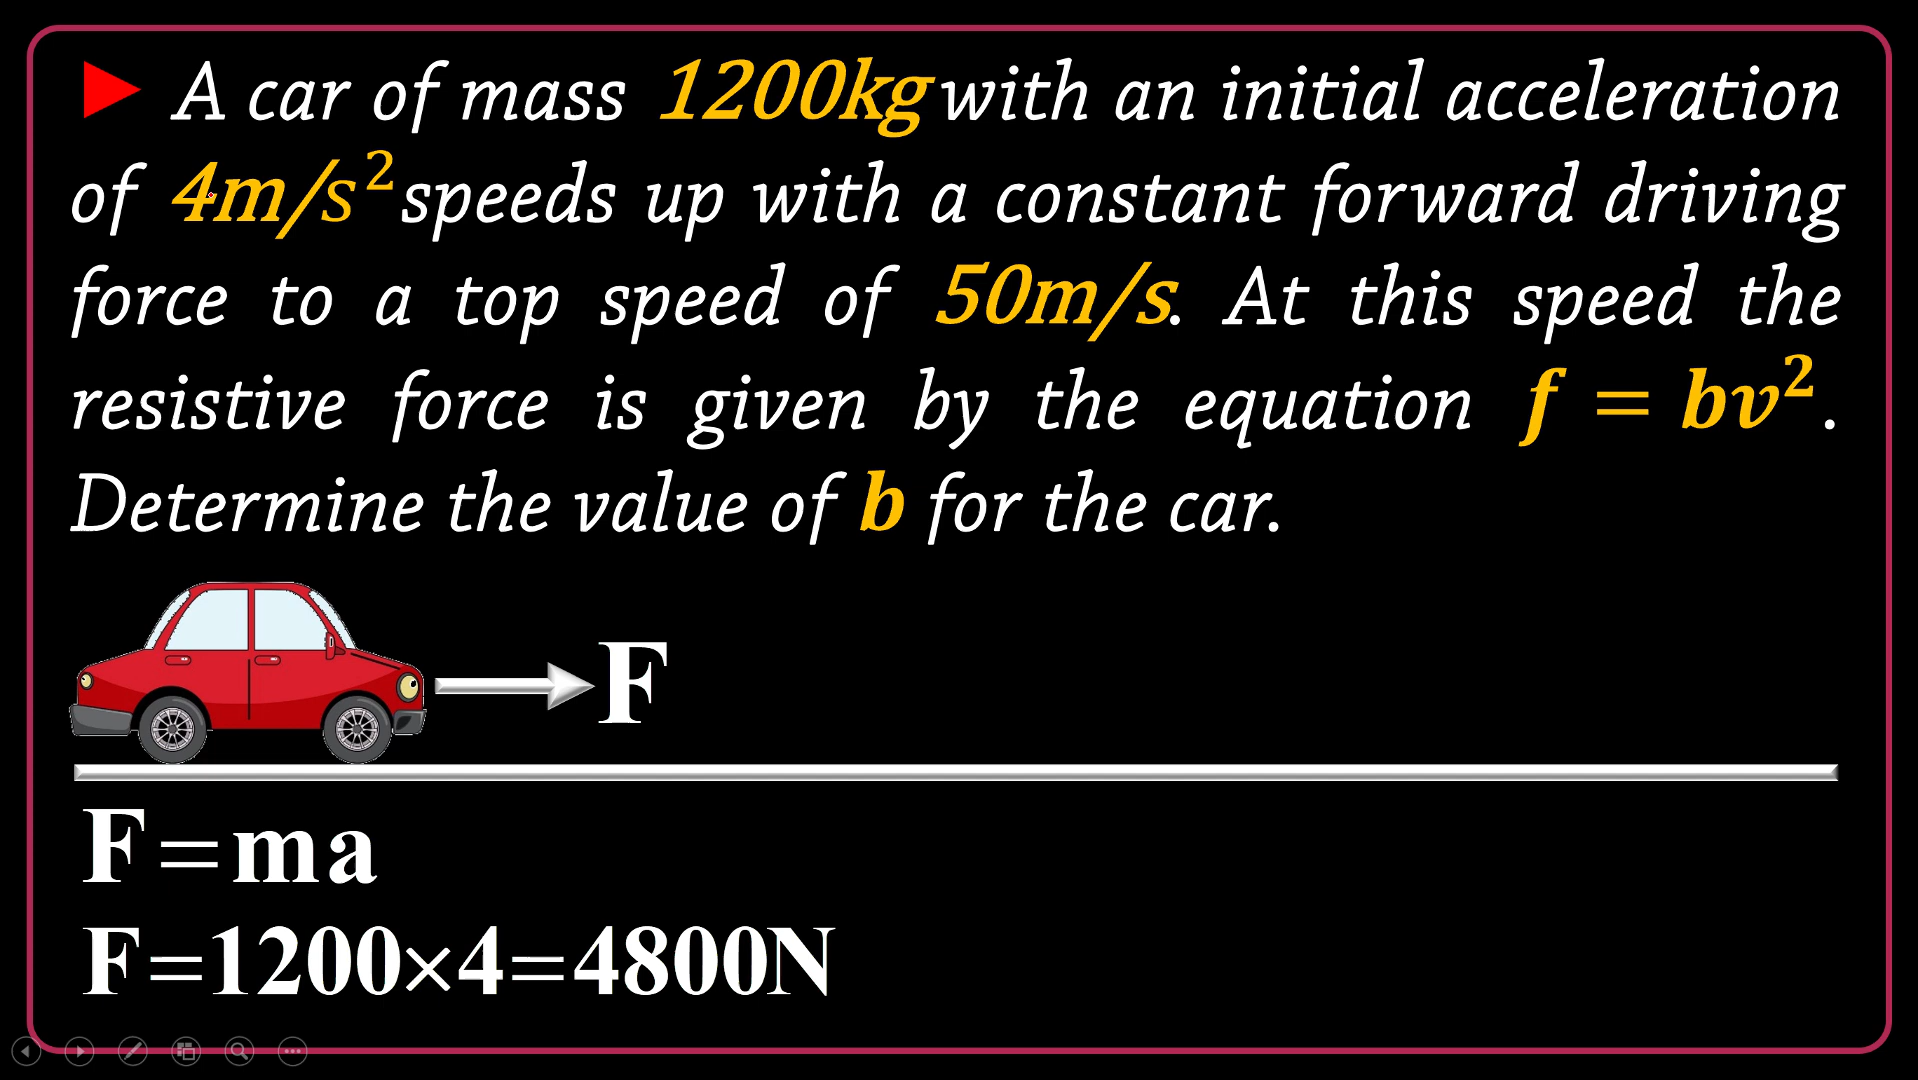 A car of mass 1200kg with an initial acceleration
of 4m/s² speeds up with a constant forward driving
force to a top speed of 50m/s. At this speed the
resistive force is given by the equation f = bv².
Determine the value of b for the car.
F
F=ma
F=1200×4=4800N